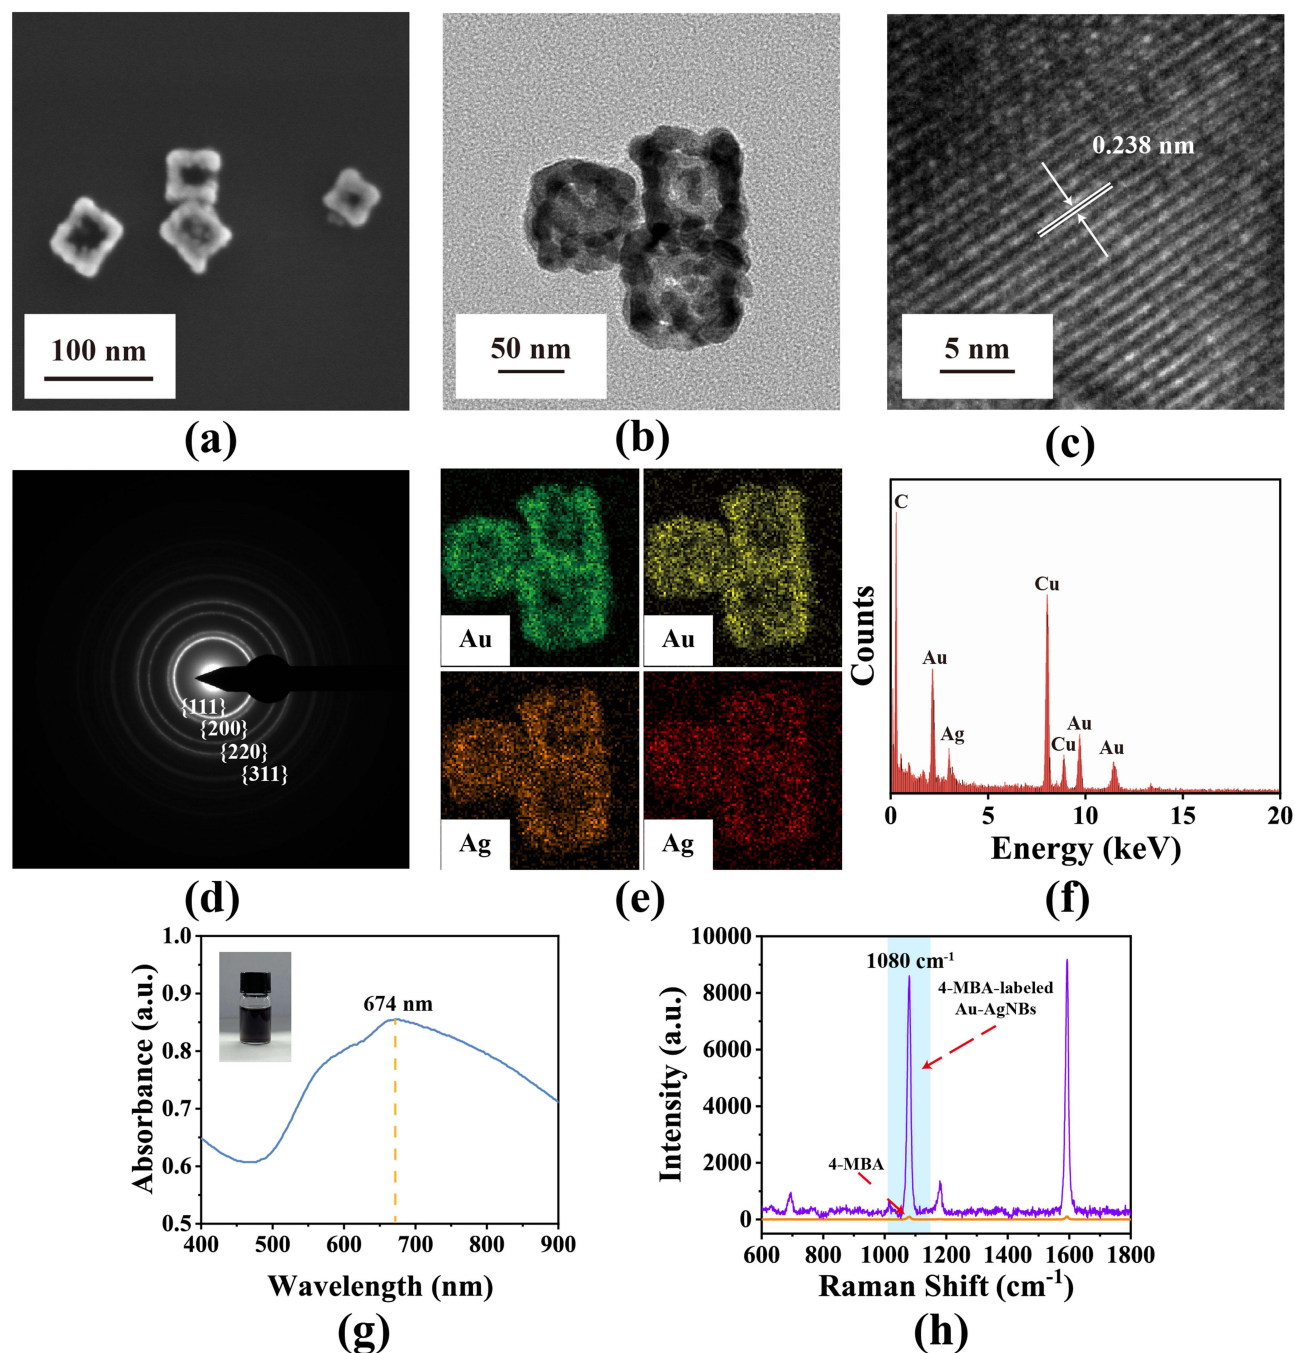 100 nm
(a)
50 nm
(b)
0.238 nm
5 nm
(c)
{111}
{200}
{220}
{311}
(d)
Au
Au
Ag
Ag
(e)
C
Au
Ag
Cu
Cu
Au
Au
Counts
0 5 10 15 20
Energy (keV)
(f)
1.0
0.9
0.8
0.7
0.6
0.5
674 nm
Absorbance (a.u.)
400 500 600 700 800 900
Wavelength (nm)
(g)
10000
8000
6000
4000
2000
0
1080 cm⁻¹
4-MBA-labeled
Au-AgNBs
4-MBA
Intensity (a.u.)
600 800 1000 1200 1400 1600 1800
Raman Shift (cm⁻¹)
(h)